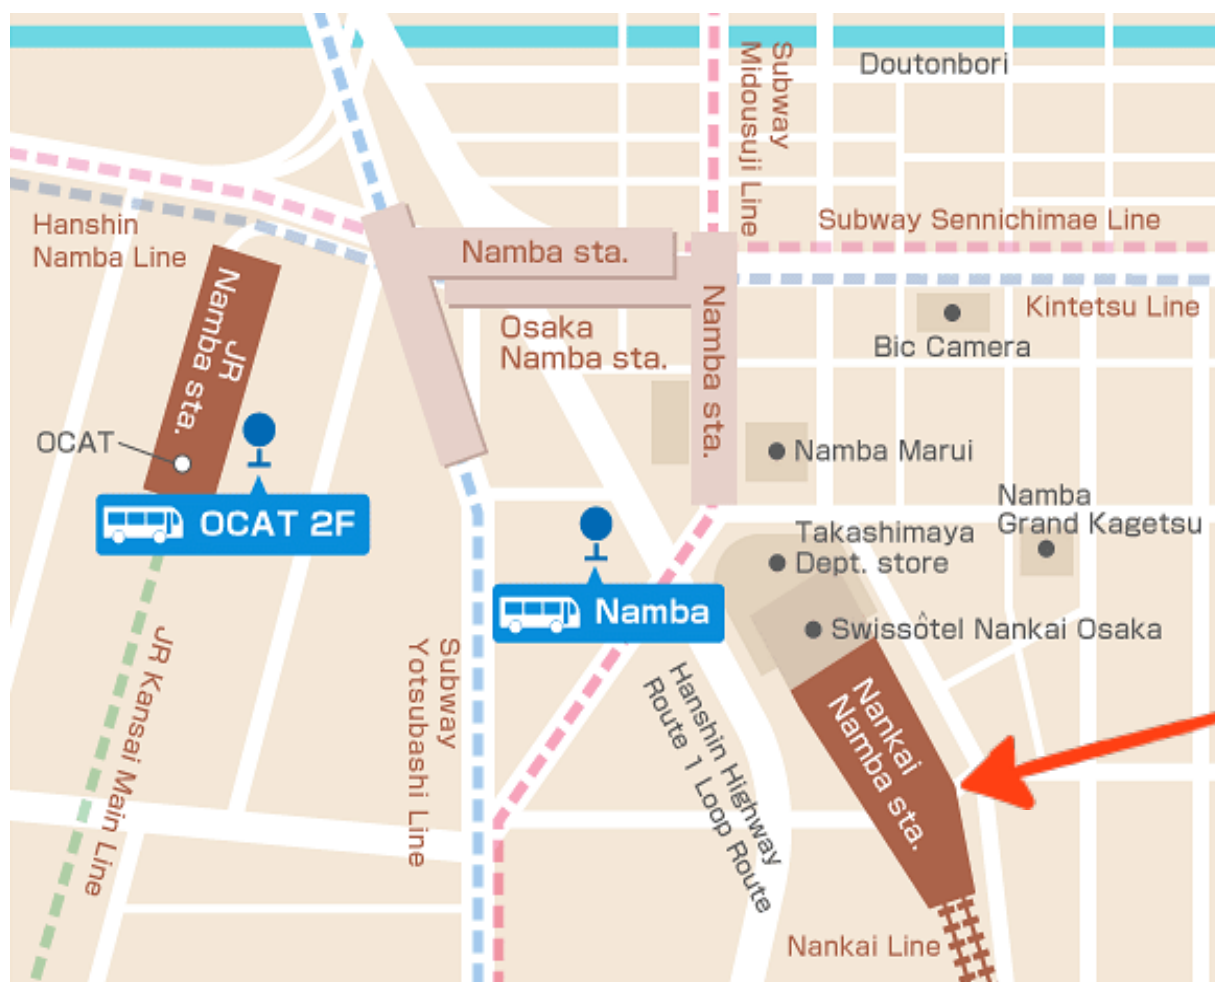 Doutonbori
Subway
Midousuji Line
Hanshin
Namba Line
Subway Sennichimae Line
Namba sta.
Kintetsu Line
JR
Namba sta.
Osaka
Namba sta.
Namba sta.
Bic Camera
OCAT
Namba Marui
OCAT 2F
Namba
Grand Kagetsu
Takashimaya
Dept. store
Namba
Swissôtel Nankai Osaka
JR Kansai Main Line
Subway
Yotsubashi Line
Hanshin Highway
Route 1 Loop Route
Nankai
Namba sta.
Nankai Line